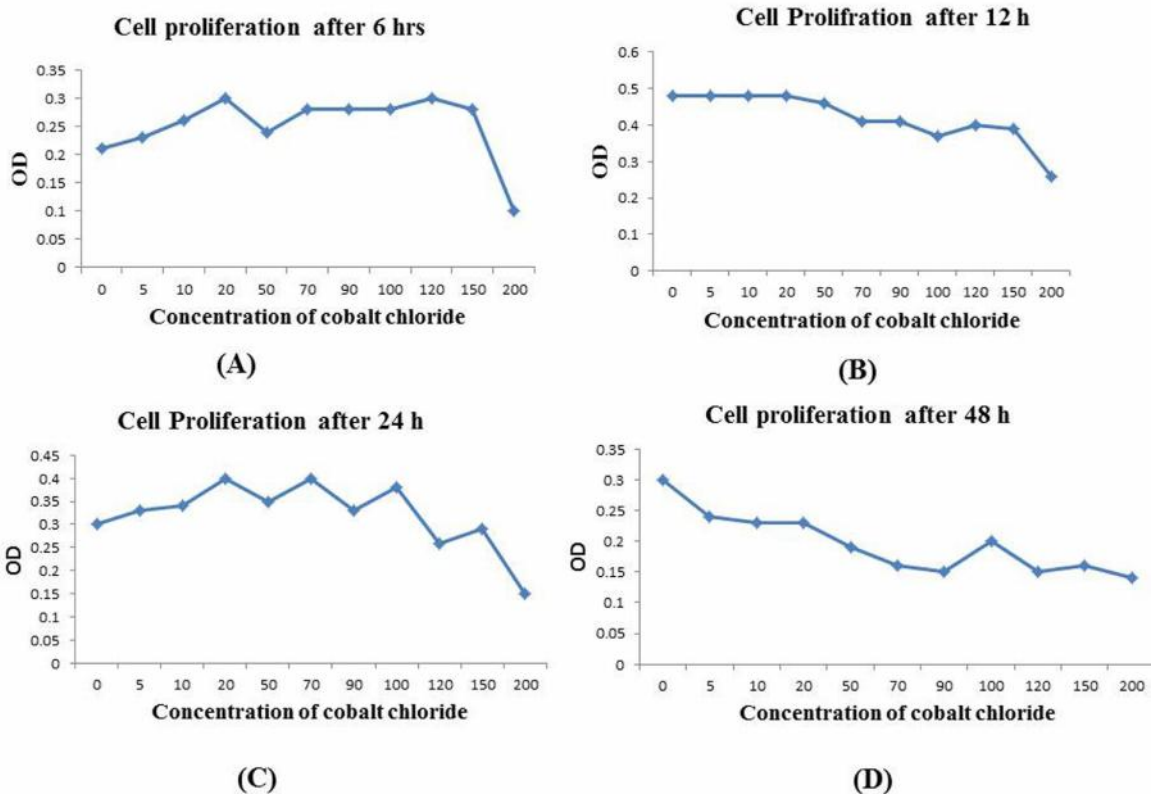 Cell proliferation after 6 hrs
0.35
0.3
0.25
0.2
0.15
0.1
0.05
0
OD
0 5 10 20 50 70 90 100 120 150 200
Concentration of cobalt chloride
(A)
Cell Prolifration after 12 h
0.6
0.5
0.4
0.3
0.2
0.1
0
OD
0 5 10 20 50 70 90 100 120 150 200
Concentration of cobalt chloride
(B)
Cell Proliferation after 24 h
0.45
0.4
0.35
0.3
0.25
0.2
0.15
0.1
0.05
0
OD
0 5 10 20 50 70 90 100 120 150 200
Concentration of cobalt chloride
(C)
Cell proliferation after 48 h
0.35
0.3
0.25
0.2
0.15
0.1
0.05
0
OD
0 5 10 20 50 70 90 100 120 150 200
Concentration of cobalt chloride
(D)